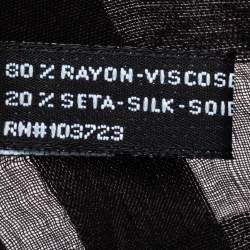 80 % RAYON-VISCOSE
20 % SETA-SILK-SOIE
RN#103723